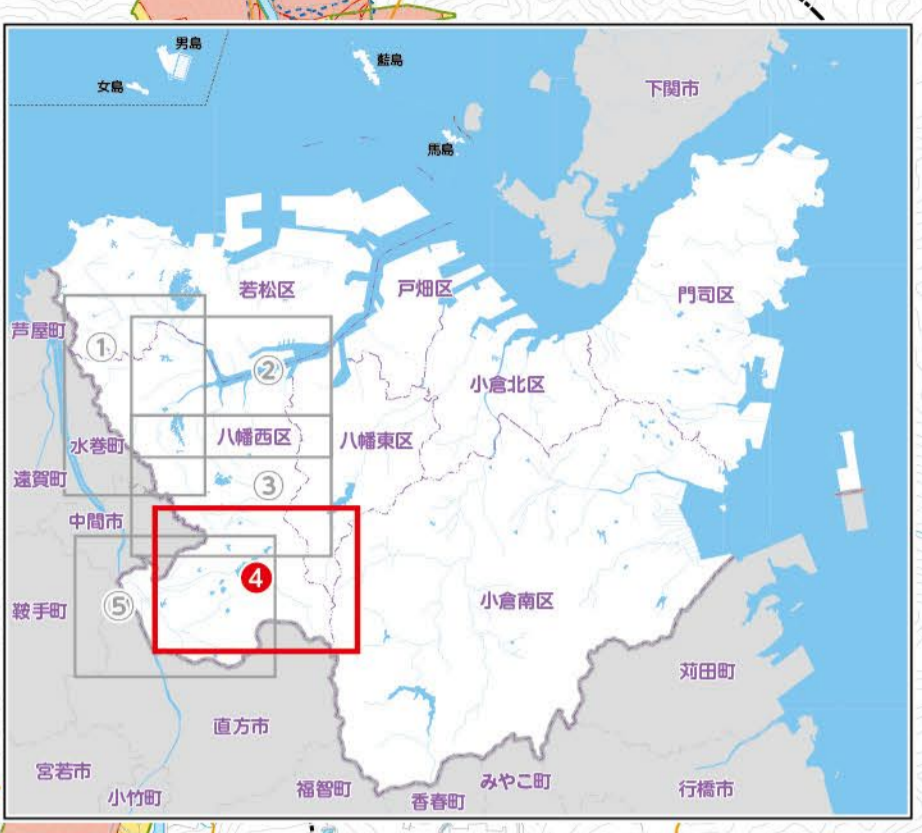 男島
女島
藍島
馬島
下関市
若松区
戸畑区
門司区
芦屋町
①
②
小倉北区
水巻町
八幡西区
八幡東区
遠賀町
③
中間市
④
⑤
鞍手町
小倉南区
苅田町
直方市
宮若市
小竹町
福智町
香春町
みやこ町
行橋市